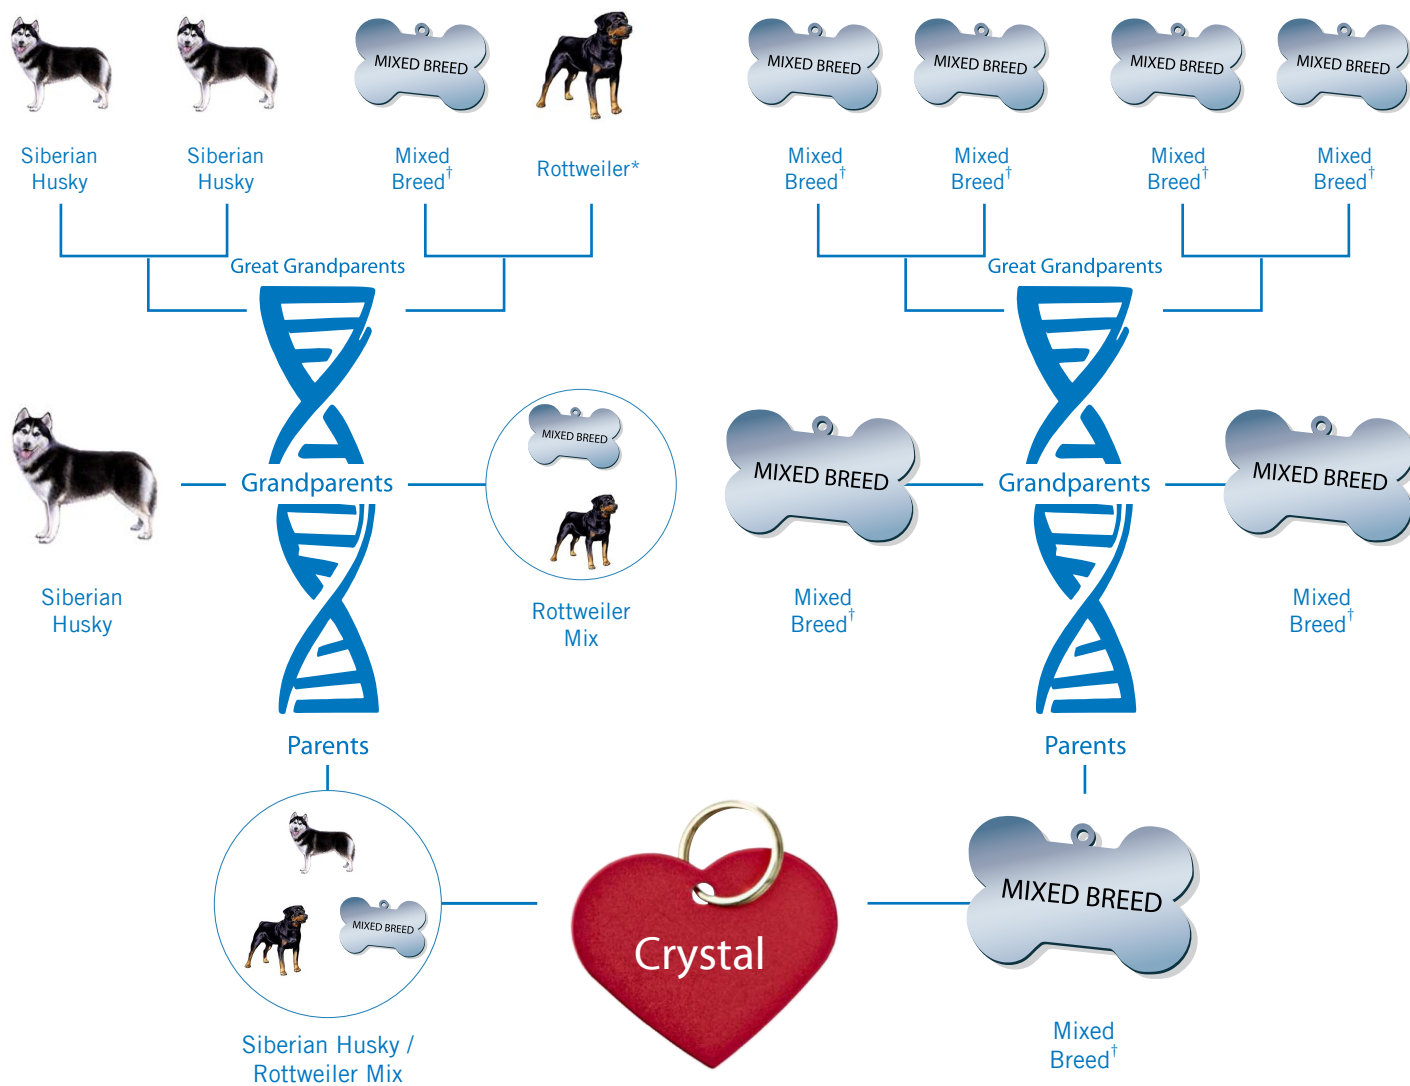 MIXED BREED
MIXED BREED
MIXED BREED
MIXED BREED
MIXED BREED
Siberian
Husky
Siberian
Husky
Mixed
Breed†
Rottweiler*
Mixed
Breed†
Mixed
Breed†
Mixed
Breed†
Mixed
Breed†
Great Grandparents
Great Grandparents
MIXED BREED
MIXED BREED
MIXED BREED
Grandparents
Grandparents
Siberian
Husky
Rottweiler
Mix
Mixed
Breed†
Mixed
Breed†
Parents
Parents
MIXED BREED
MIXED BREED
Crystal
Siberian Husky /
Rottweiler Mix
Mixed
Breed†